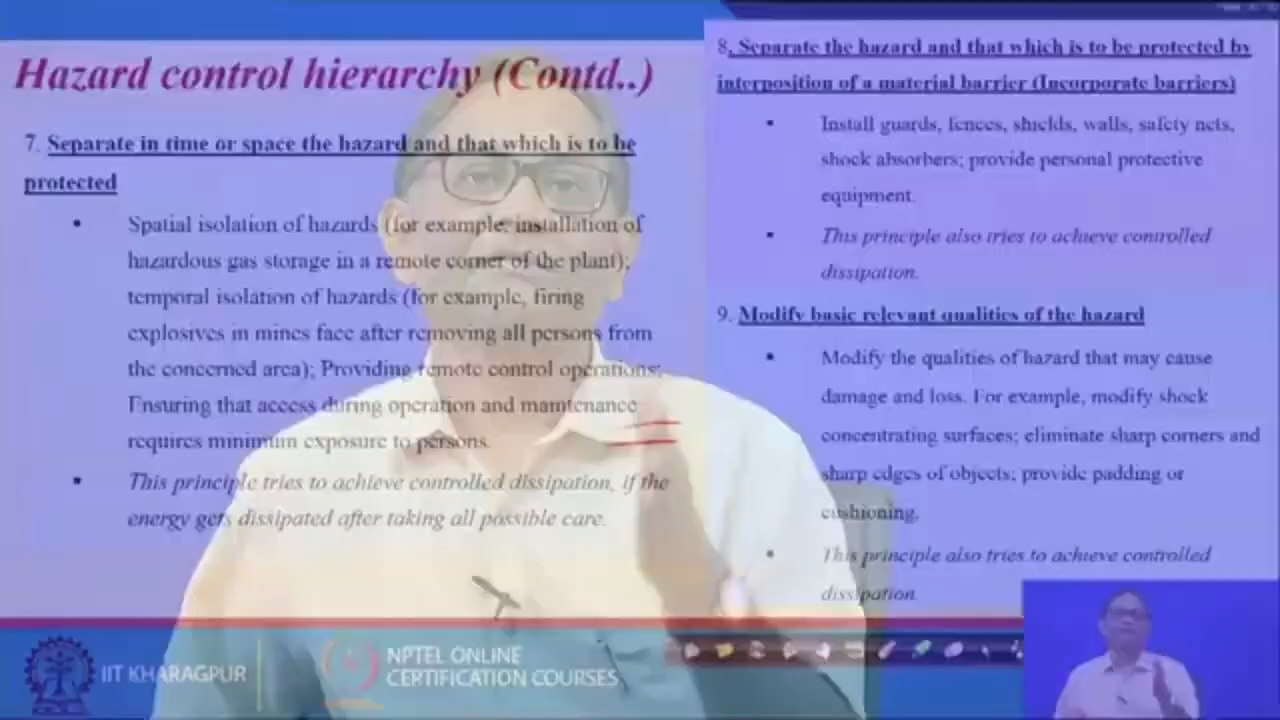 Hazard control hierarchy (Contd..)
7. Separate in time or space the hazard and that which is to be
protected
• Spatial isolation of hazards (for example, installation of
hazardous gas storage in a remote corner of the plant);
temporal isolation of hazards (for example, firing
explosives in mines face after removing all persons from
the concerned area); Providing remote control operations;
Ensuring that access during operation and maintenance
requires minimum exposure to persons.
• This principle tries to achieve controlled dissipation, if the
energy gets dissipated after taking all possible care.
8. Separate the hazard and that which is to be protected by
interposition of a material barrier (Incorporate barriers)
• Install guards, fences, shields, walls, safety nets,
shock absorbers; provide personal protective
equipment.
• This principle also tries to achieve controlled
dissipation.
9. Modify basic relevant qualities of the hazard
• Modify the qualities of hazard that may cause
damage and loss. For example, modify shock
concentrating surfaces; eliminate sharp corners and
sharp edges of objects; provide padding or
cushioning.
• This principle also tries to achieve controlled
dissipation.
IIT KHARAGPUR
NPTEL ONLINE
CERTIFICATION COURSES